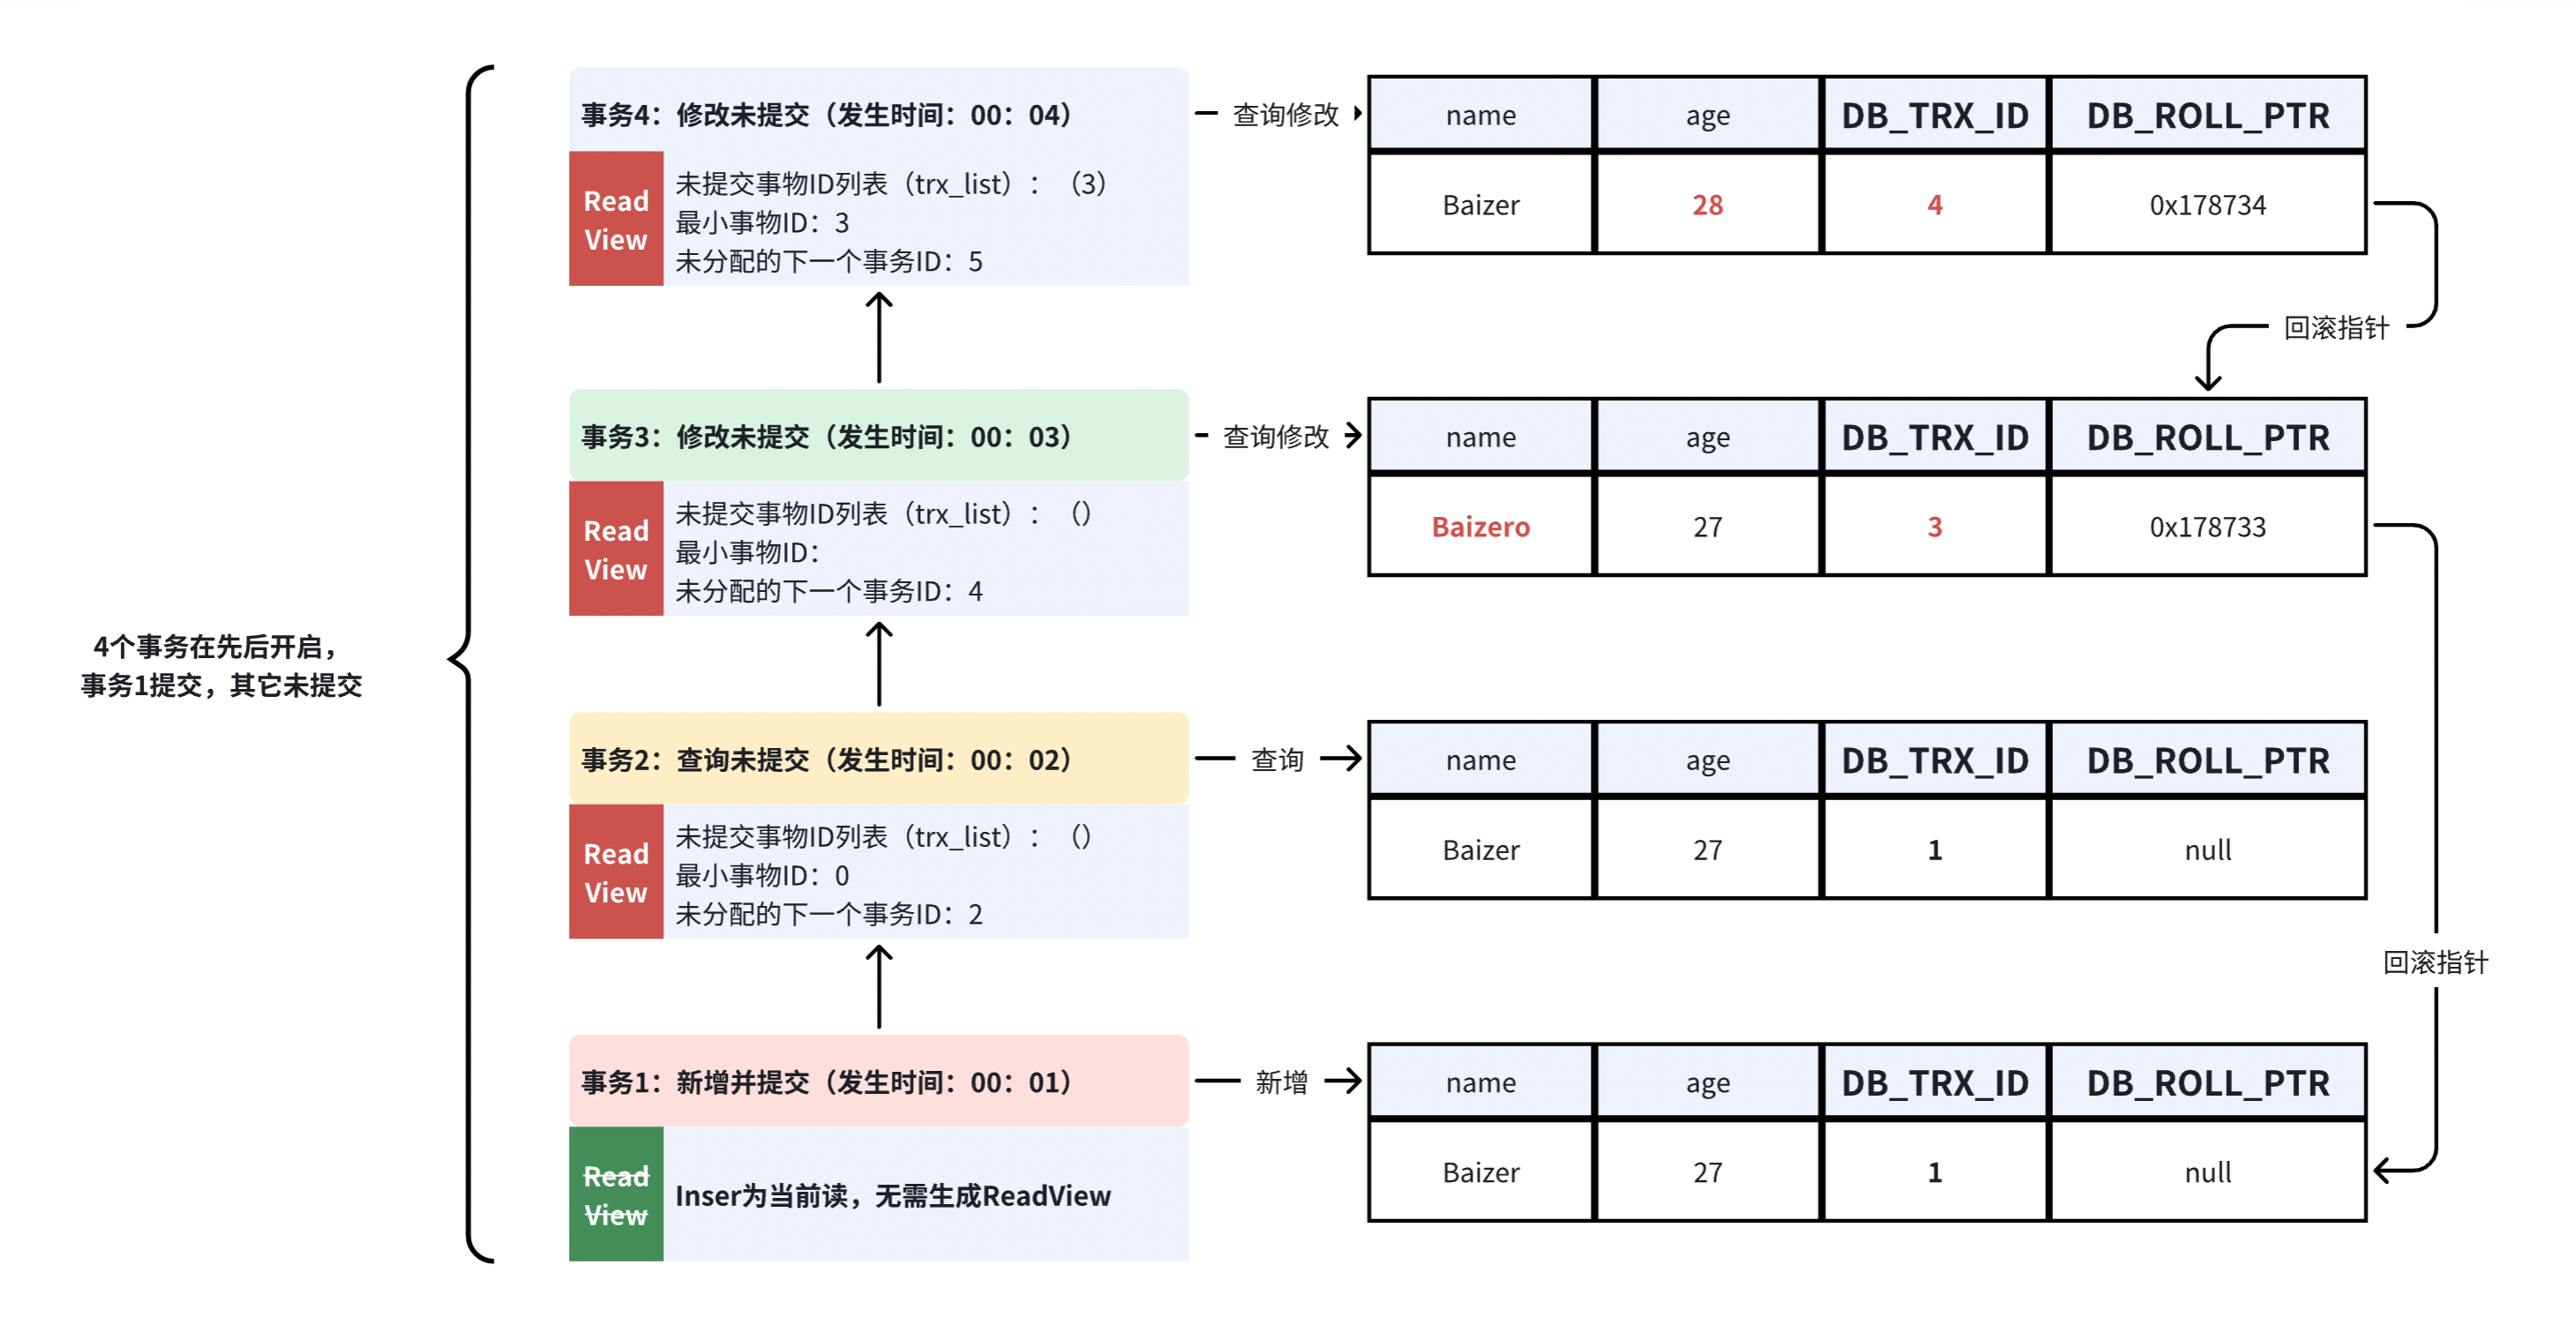 4个事务在先后开启，
事务1提交，其它未提交
事务4：修改未提交（发生时间：00：04）
Read
View
未提交事物ID列表（trx_list）：（3）
最小事物ID：3
未分配的下一个事务ID：5
查询修改
name age DB_TRX_ID DB_ROLL_PTR
Baizer 28 4 0x178734
回滚指针
事务3：修改未提交（发生时间：00：03）
Read
View
未提交事物ID列表（trx_list）：（）
最小事物ID：
未分配的下一个事务ID：4
查询修改
name age DB_TRX_ID DB_ROLL_PTR
Baizero 27 3 0x178733
回滚指针
事务2：查询未提交（发生时间：00：02）
Read
View
未提交事物ID列表（trx_list）：（）
最小事物ID：0
未分配的下一个事务ID：2
查询
name age DB_TRX_ID DB_ROLL_PTR
Baizer 27 1 null
事务1：新增并提交（发生时间：00：01）
Read
View
Inser为当前读，无需生成ReadView
新增
name age DB_TRX_ID DB_ROLL_PTR
Baizer 27 1 null